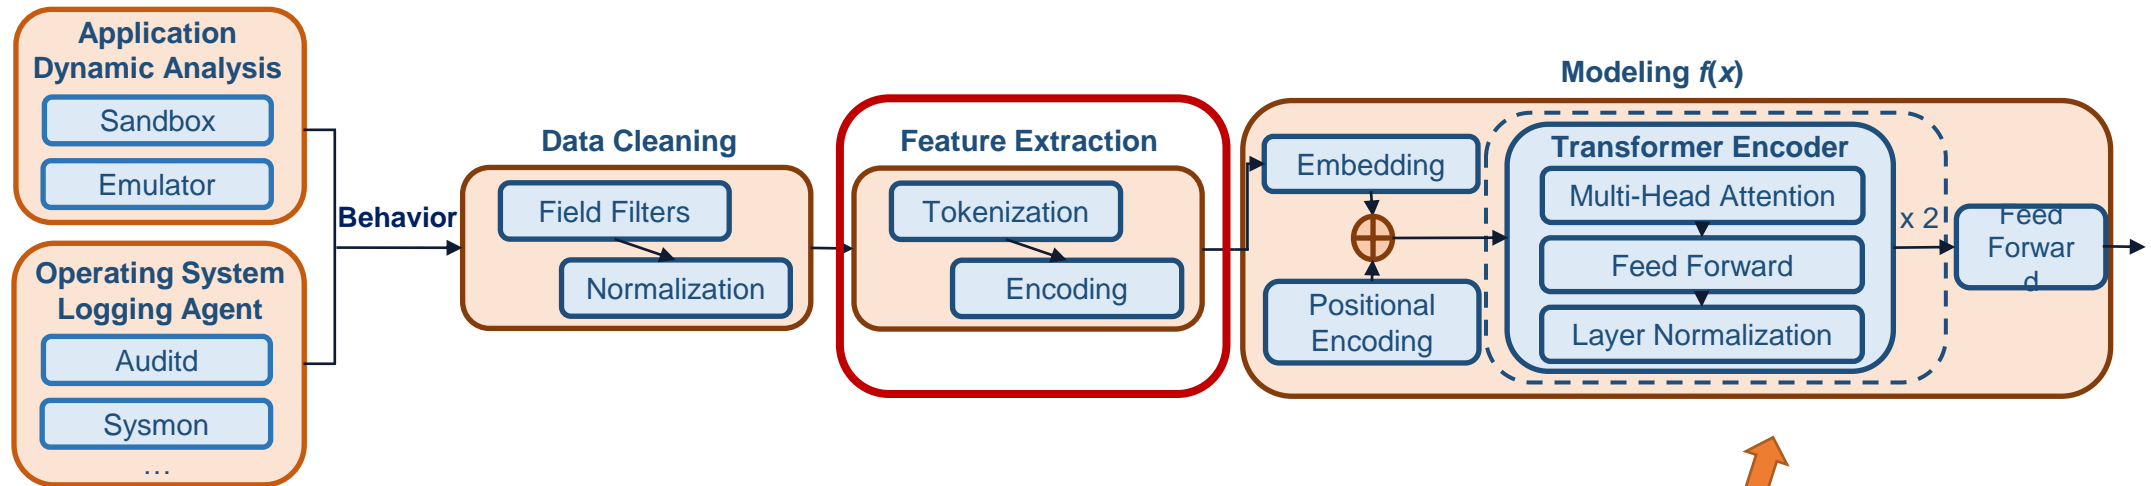 Application
Dynamic Analysis
Sandbox
Emulator
Operating System
Logging Agent
Auditd
Sysmon
…
Behavior
Data Cleaning
Field Filters
Normalization
Feature Extraction
Tokenization
Encoding
Modeling f(x)
Embedding
Positional
Encoding
Transformer Encoder
Multi-Head Attention
Feed Forward
Layer Normalization
x 2
Feed
Forwar
d